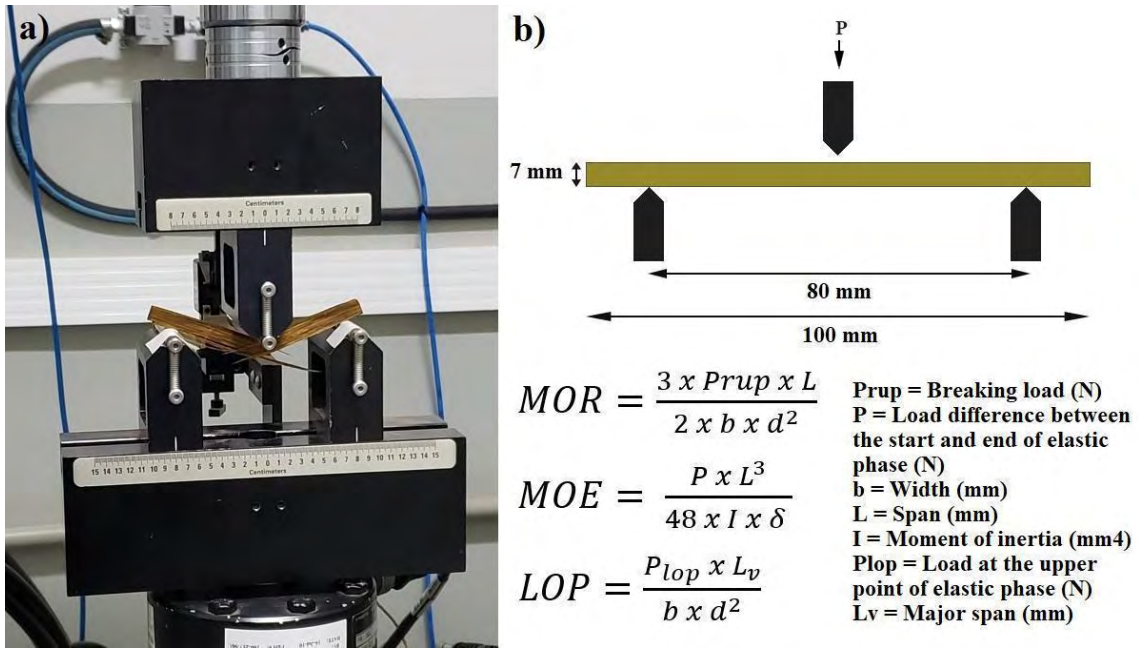 a)
Centimeters
8 7 6 5 4 3 2 1 0 1 2 3 4 5 6 7 8
15 14 13 12 11 10 9 8 7 6 5 4 3 2 1 0 1 2 3 4 5 6 7 8 9 10 11 12 13 14 15
Centimeters
b)
P
7 mm
80 mm
100 mm
MOR = 3 x Prup x L / 2 x b x d²
MOE = P x L³ / 48 x I x δ
LOP = P_lop x L_v / b x d²
Prup = Breaking load (N)
P = Load difference between
the start and end of elastic
phase (N)
b = Width (mm)
L = Span (mm)
I = Moment of inertia (mm4)
Plop = Load at the upper
point of elastic phase (N)
Lv = Major span (mm)